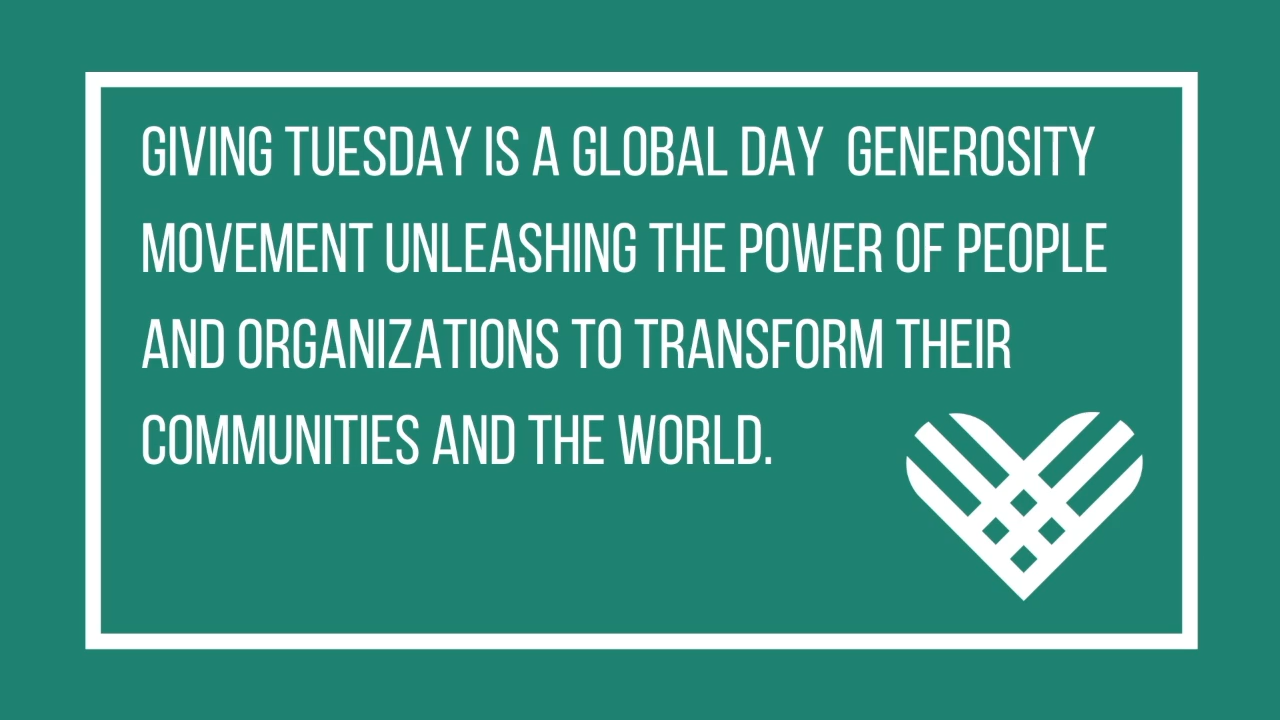 GIVING TUESDAY IS A GLOBAL DAY  GENEROSITY
MOVEMENT UNLEASHING THE POWER OF PEOPLE
AND ORGANIZATIONS TO TRANSFORM THEIR
COMMUNITIES AND THE WORLD.